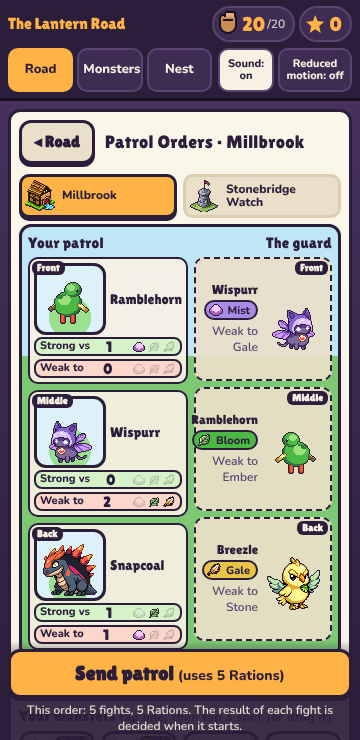 The Lantern Road
20/20
0
Road
Monsters
Nest
Sound:
on
Reduced
motion: off
◂Road
Patrol Orders · Millbrook
Millbrook
Stonebridge
Watch
Your patrol
The guard
Front
Ramblehorn
Strong vs 1
Weak to 0
Front
Wispurr
Mist
Weak to
Gale
Middle
Wispurr
Strong vs 0
Weak to 2
Middle
Ramblehorn
Bloom
Weak to
Ember
Back
Snapcoal
Strong vs 1
Weak to 1
Back
Breezle
Gale
Weak to
Stone
Send patrol (uses 5 Rations)
This order: 5 fights, 5 Rations. The result of each fight is
decided when it starts.